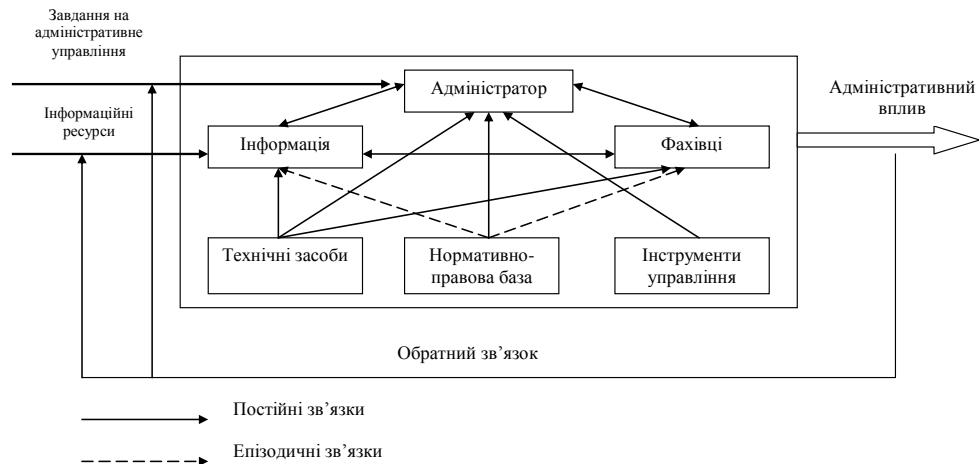 Завдання на
адміністративне
управління
Адміністратор
Адміністративний
вплив
Інформаційні
ресурси
Інформація
Фахівці
Технічні засоби
Нормативно-
правова база
Інструменти
управління
Обратний зв’язок
Постійні зв’язки
Епізодичні зв’язки